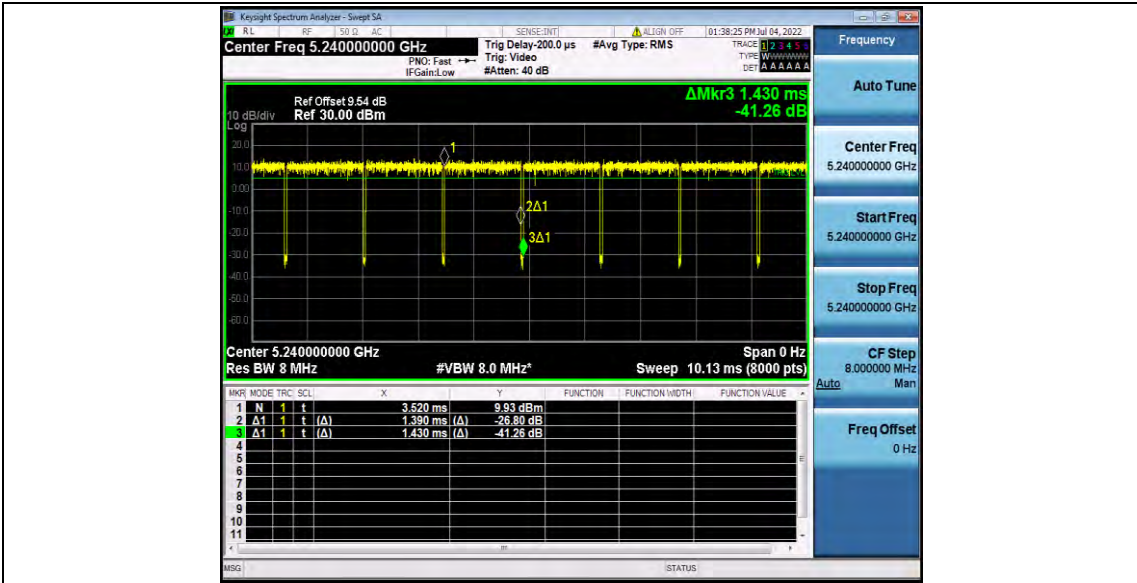 Keysight Spectrum Analyzer - Swept SA
RL RF 50 Ω AC SENSE:INT ALIGN OFF 01:38:25 PM Jul 04, 2022
Center Freq 5.240000000 GHz
PNO: Fast
IFGain:Low
Trig Delay-200.0 µs
Trig: Video
#Atten: 40 dB
#Avg Type: RMS
TRACE 1 2 3 4 5 6
TYPE WWWWWW
DET A A A A A A
ΔMkr3 1.430 ms
-41.26 dB
Ref Offset 9.54 dB
10 dB/div Ref 30.00 dBm
Log
20.0
10.0
0.00
-10.0
-20.0
-30.0
-40.0
-50.0
-60.0
1
2Δ1
3Δ1
Center 5.240000000 GHz Span 0 Hz
Res BW 8 MHz #VBW 8.0 MHz* Sweep 10.13 ms (8000 pts)
MKR MODE TRC SCL X Y FUNCTION FUNCTION WIDTH FUNCTION VALUE
1 N 1 t 3.520 ms 9.93 dBm
2 Δ1 1 t (Δ) 1.390 ms (Δ) -26.80 dB
3 Δ1 1 t (Δ) 1.430 ms (Δ) -41.26 dB
4
5
6
7
8
9
10
11
MSG STATUS
Frequency
Auto Tune
Center Freq
5.240000000 GHz
Start Freq
5.240000000 GHz
Stop Freq
5.240000000 GHz
CF Step
8.000000 MHz
Auto Man
Freq Offset
0 Hz